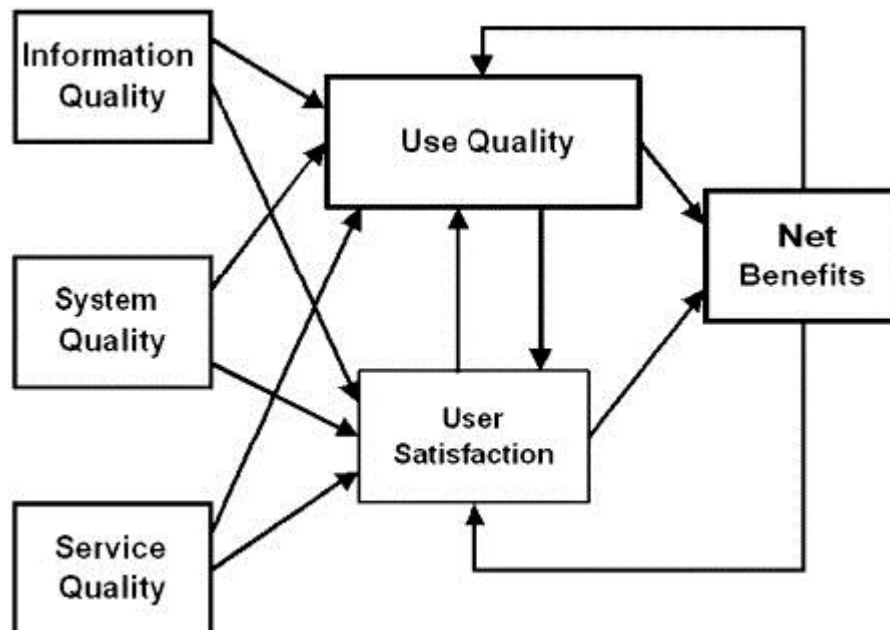 Information
Quality
Use Quality
Net
Benefits
System
Quality
User
Satisfaction
Service
Quality